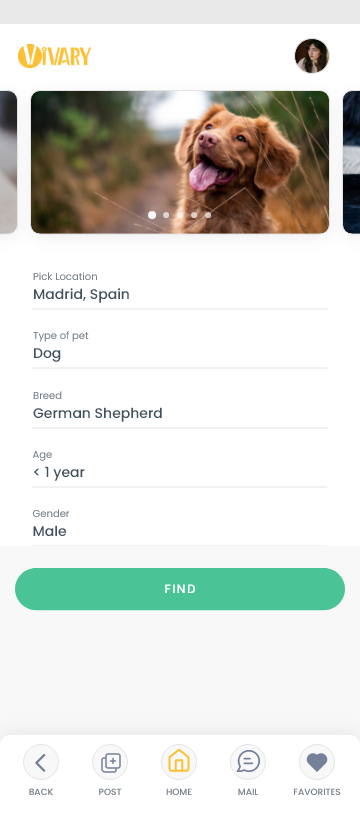 ViVARY
Pick Location
Madrid, Spain
Type of pet
Dog
Breed
German Shepherd
Age
< 1 year
Gender
Male
FIND
BACK
POST
HOME
MAIL
FAVORITES